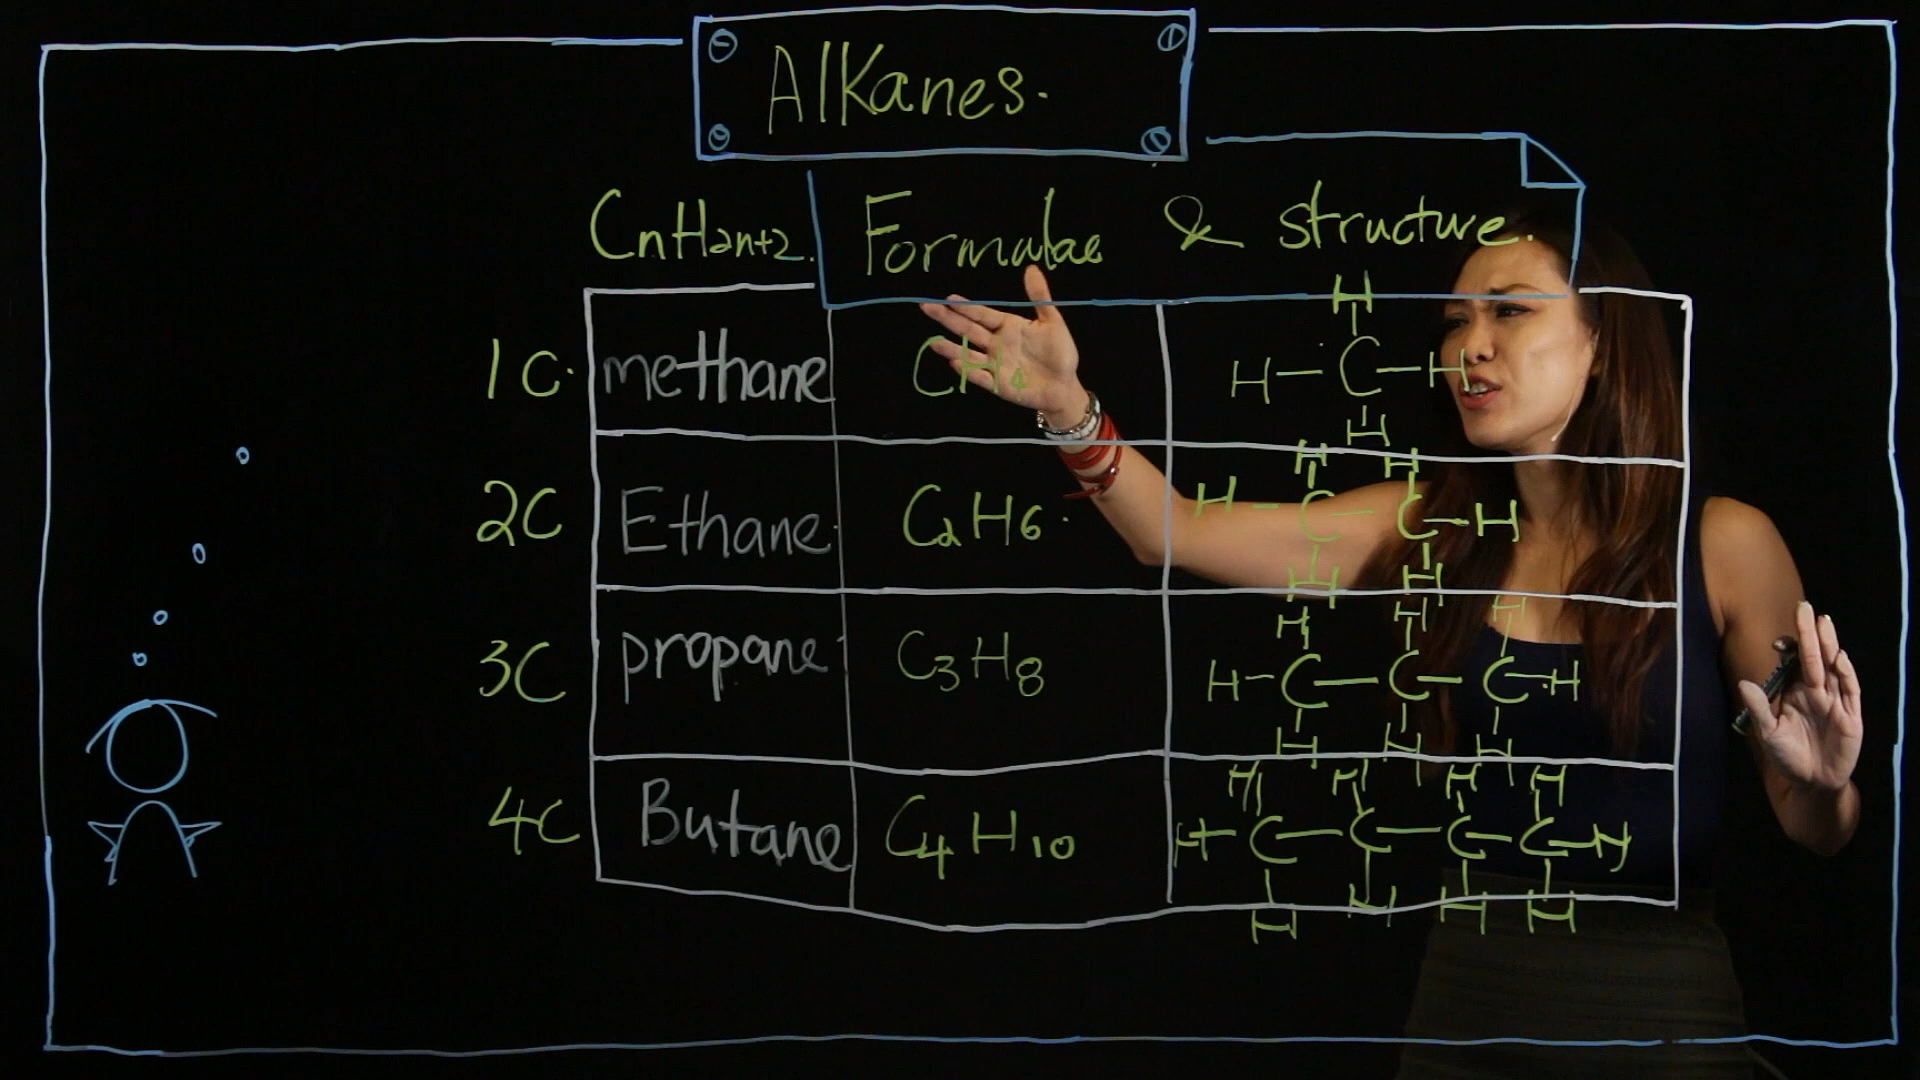 Alkanes.
CnH2n+2. Formulae & structure.
1C. methane CH4
H
H-C-H
H
2C Ethane. C2H6.
H H
H-C-C-H
H H
3C propane C3H8
H H H
H-C-C-C-H
H H H
4C Butane C4H10
H H H H
H-C-C-C-C-H
H H H H